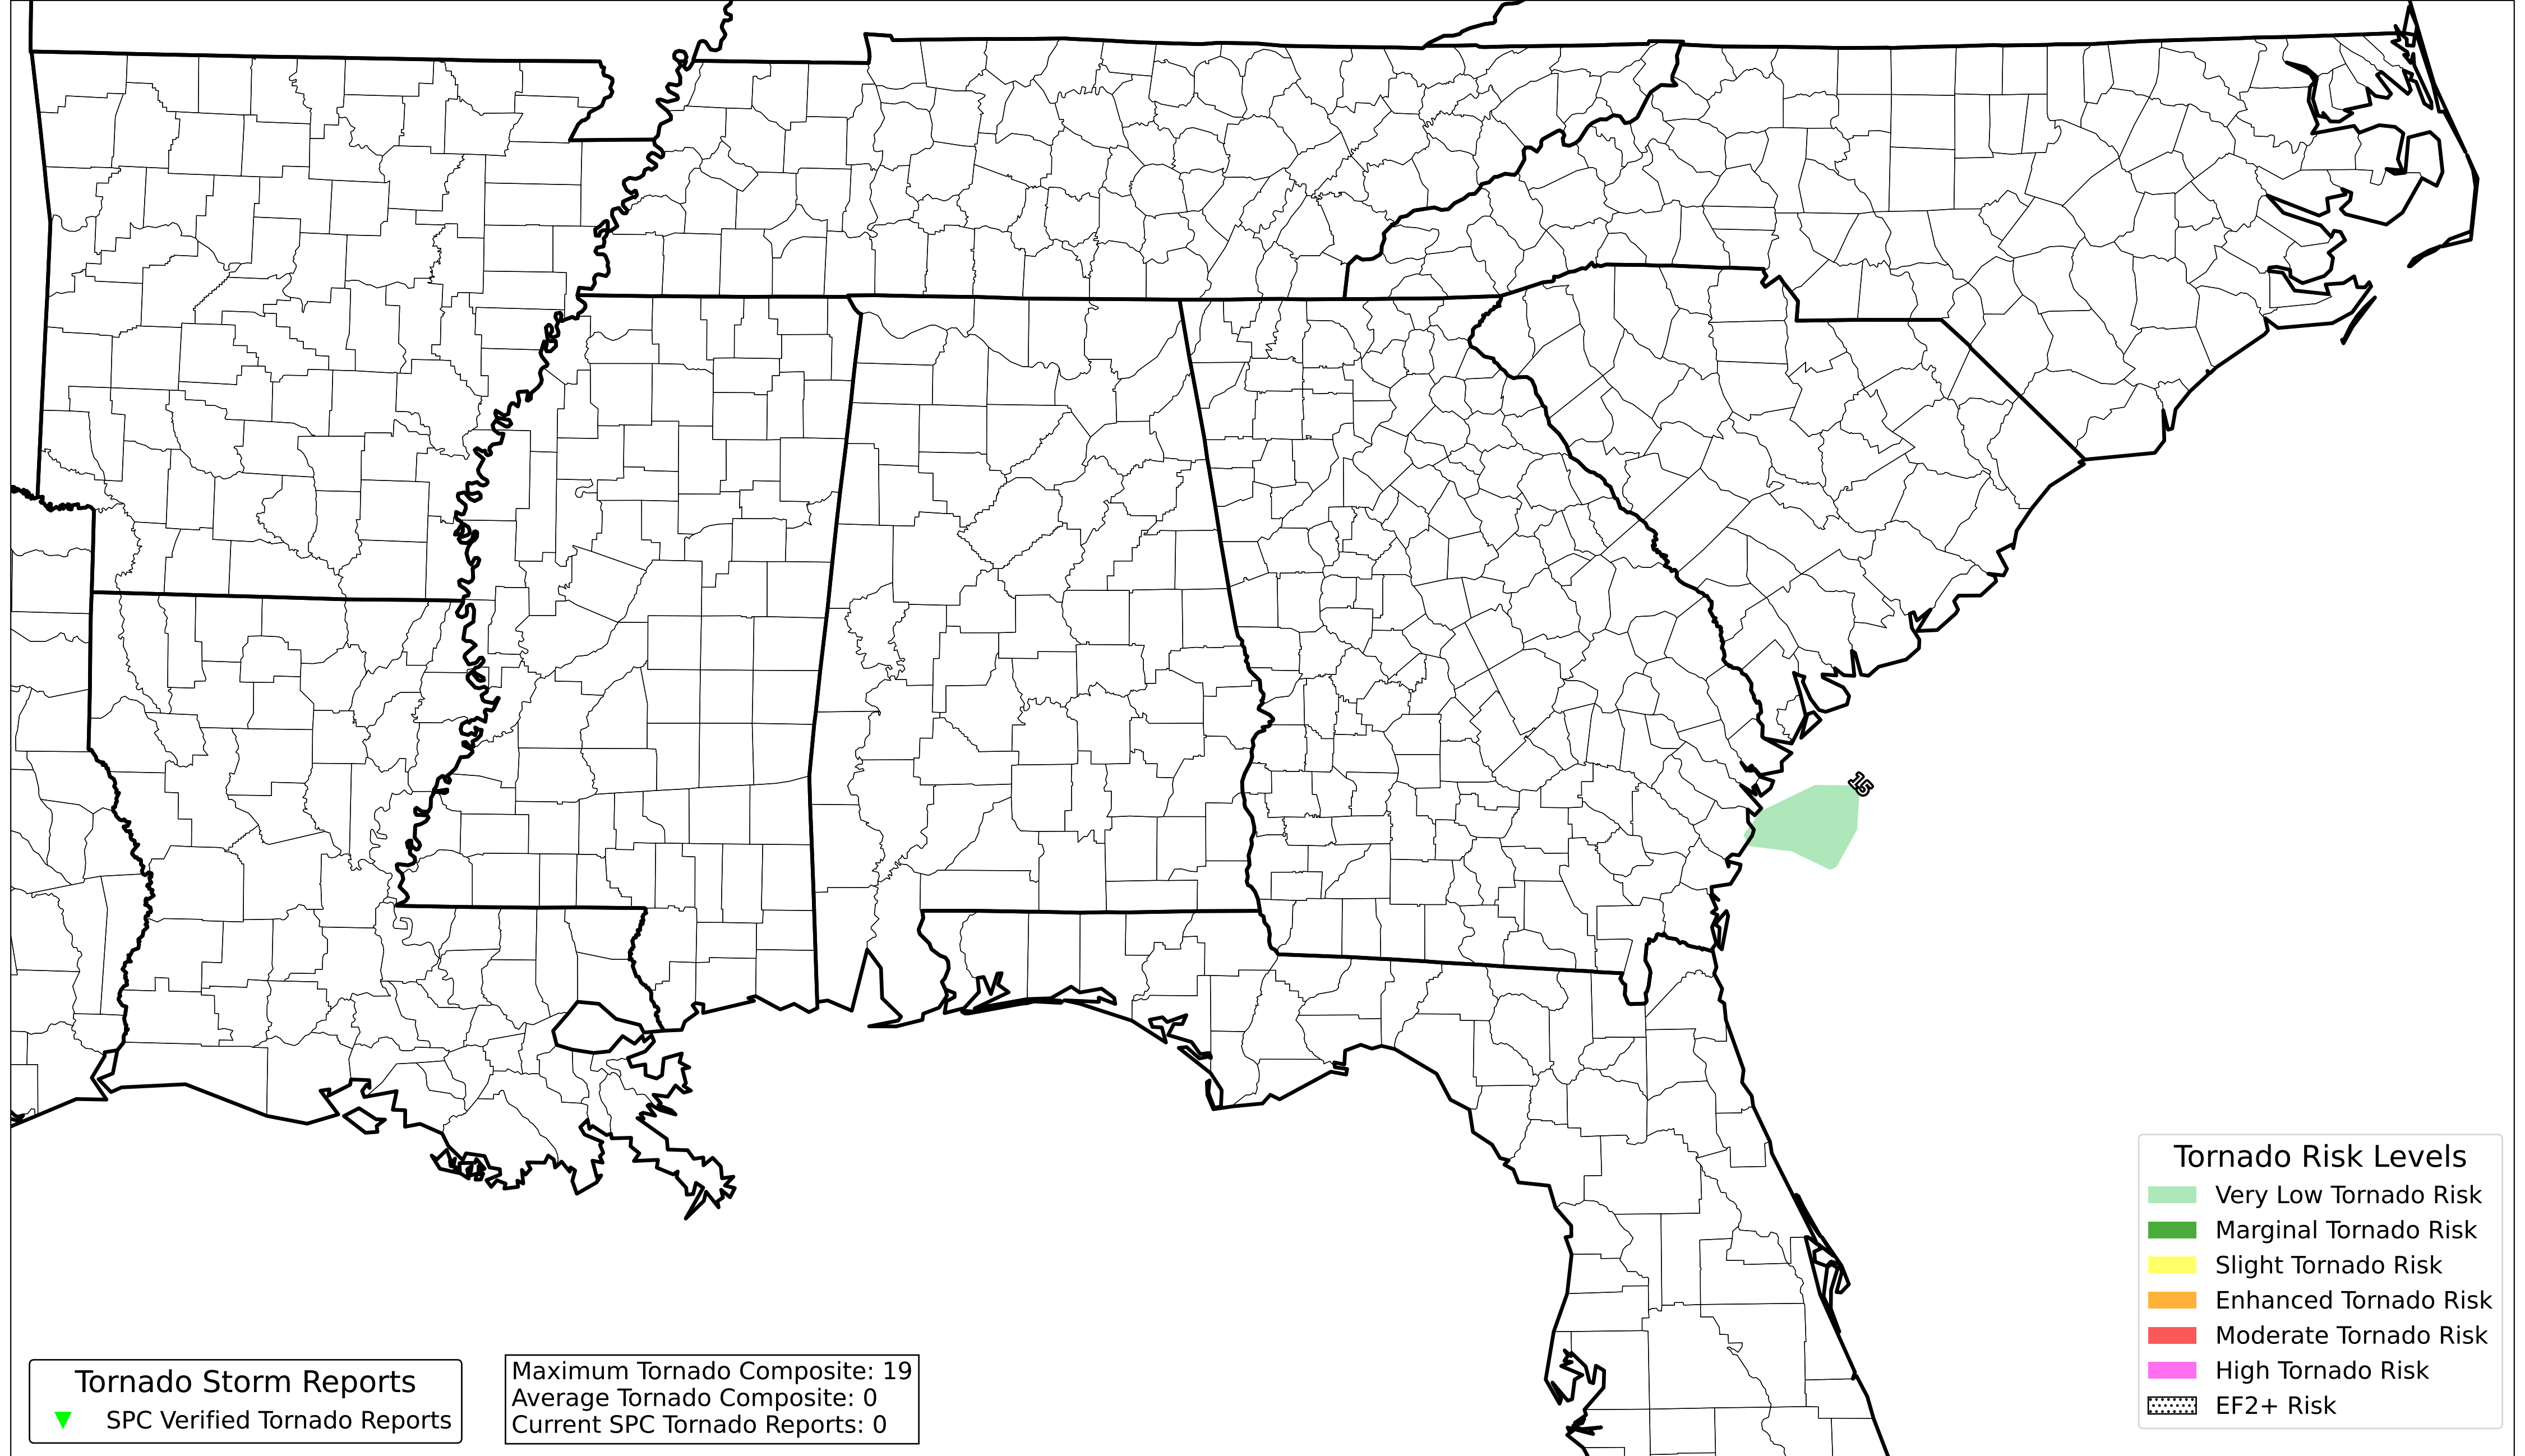 15
Tornado Risk Levels
Very Low Tornado Risk
Marginal Tornado Risk
Slight Tornado Risk
Enhanced Tornado Risk
Moderate Tornado Risk
High Tornado Risk
EF2+ Risk
Tornado Storm Reports
SPC Verified Tornado Reports
Maximum Tornado Composite: 19
Average Tornado Composite: 0
Current SPC Tornado Reports: 0